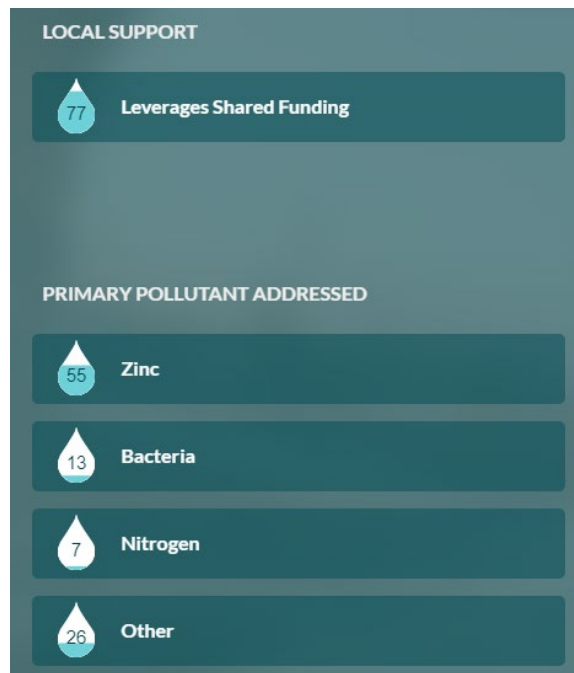 LOCAL SUPPORT
77 Leverages Shared Funding
PRIMARY POLLUTANT ADDRESSED
55 Zinc
13 Bacteria
7 Nitrogen
26 Other